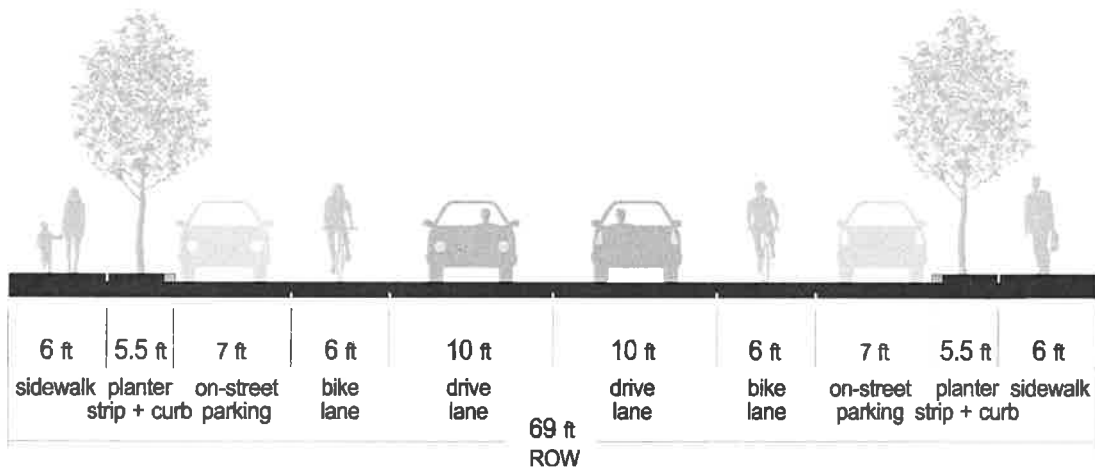 6 ft 5.5 ft 7 ft 6 ft 10 ft 10 ft 6 ft 7 ft 5.5 ft 6 ft
sidewalk planter on-street bike drive drive bike on-street planter sidewalk
strip + curb parking lane lane lane lane parking strip + curb
69 ft
ROW